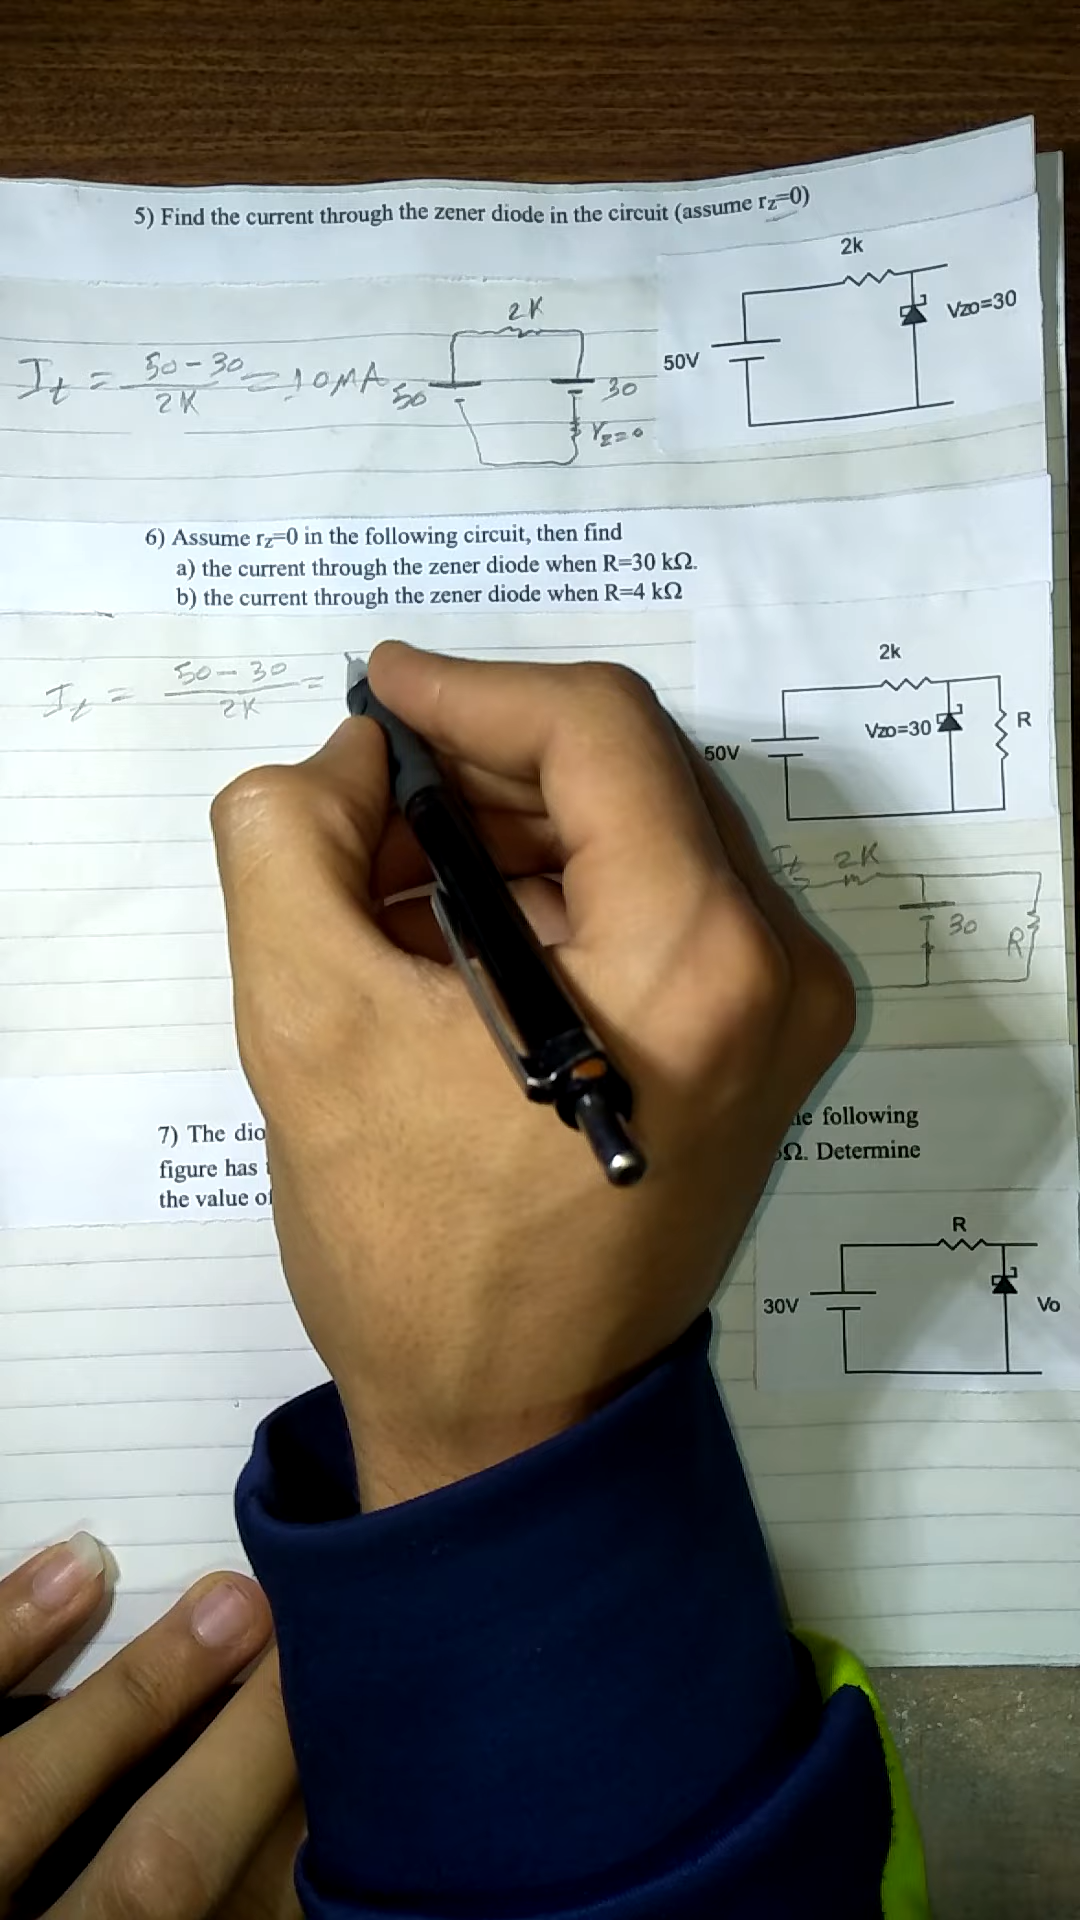 5) Find the current through the zener diode in the circuit (assume rz=0)
2k
Vzo=30
50V
2K
It = 50-30 / 2K = 10MA
50
30
rz=0
6) Assume rz=0 in the following circuit, then find
a) the current through the zener diode when R=30 kΩ.
b) the current through the zener diode when R=4 kΩ
2k
Vzo=30
R
50V
It = 50-30 / 2K =
It 2K
30
R
7) The
following
figure has
Ω. Determine
the value
R
30V
Vo